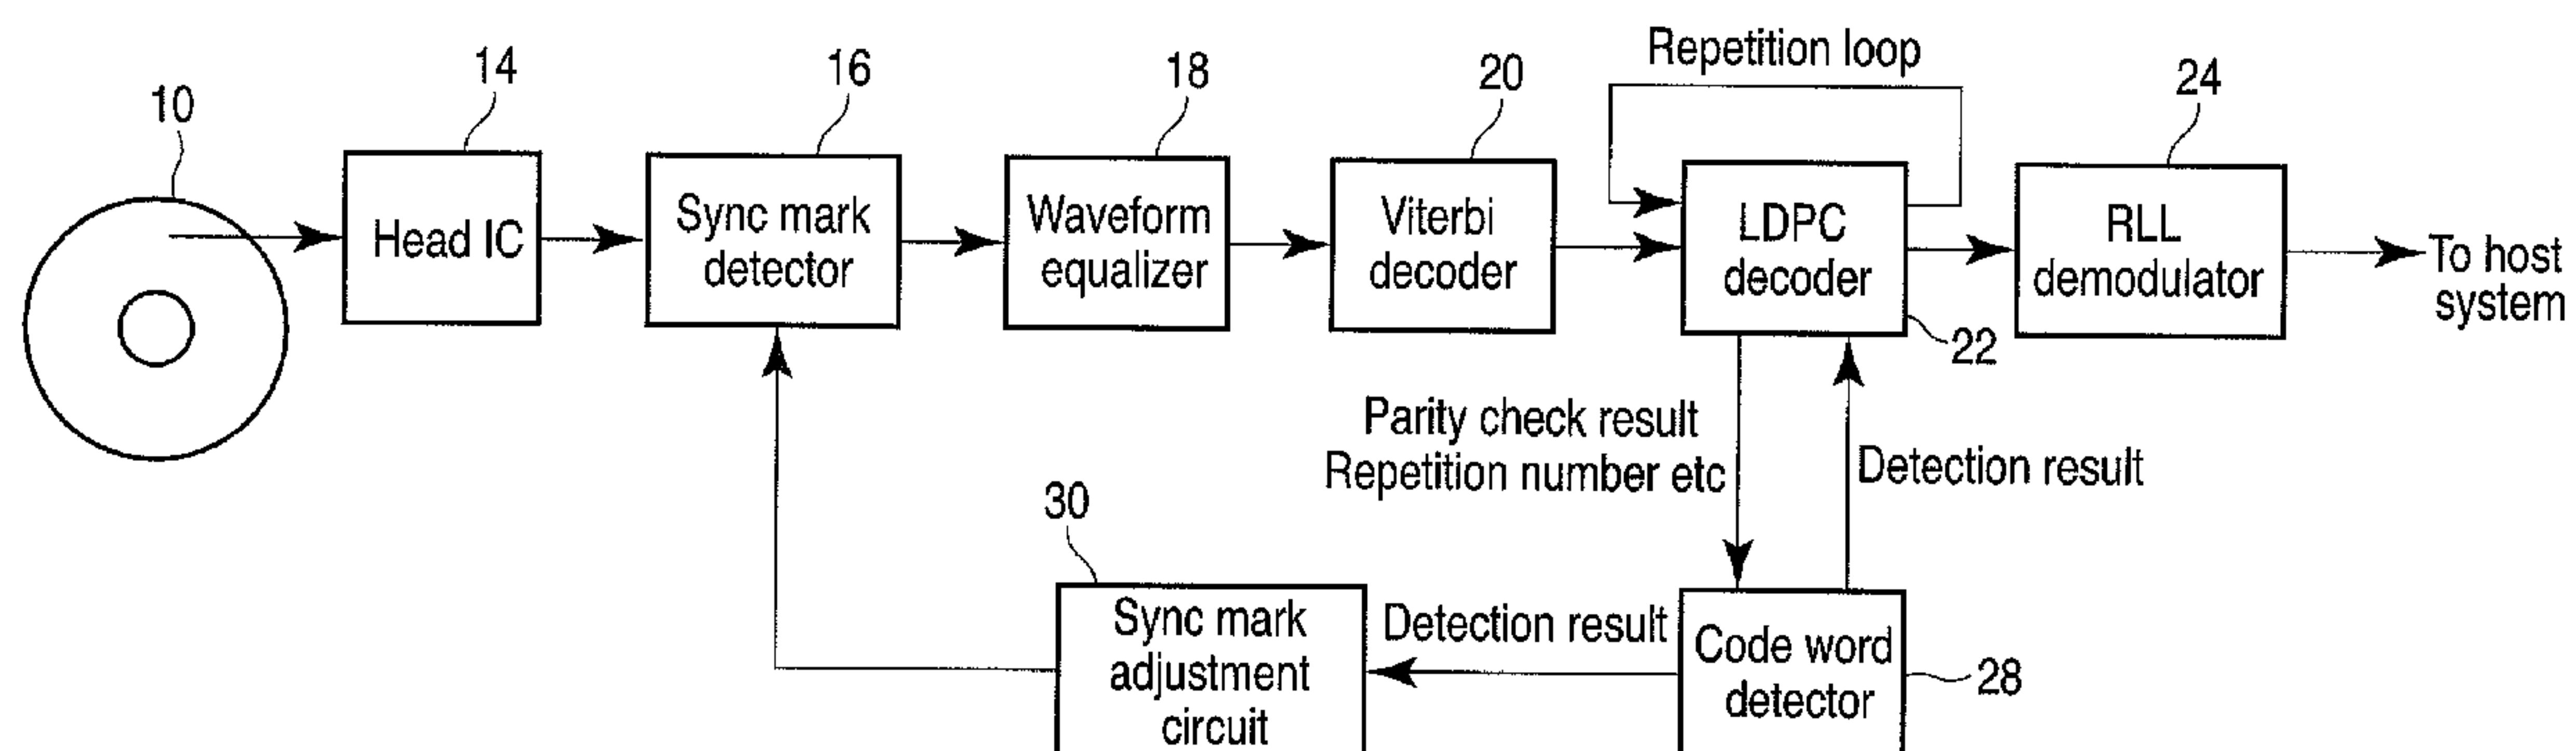 10
14
16
18
20
Repetition loop
24
Head IC
Sync mark
detector
Waveform
equalizer
Viterbi
decoder
LDPC
decoder
22
RLL
demodulator
To host
system
Parity check result
Repetition number etc
Detection result
30
Sync mark
adjustment
circuit
Detection result
Code word
detector
28